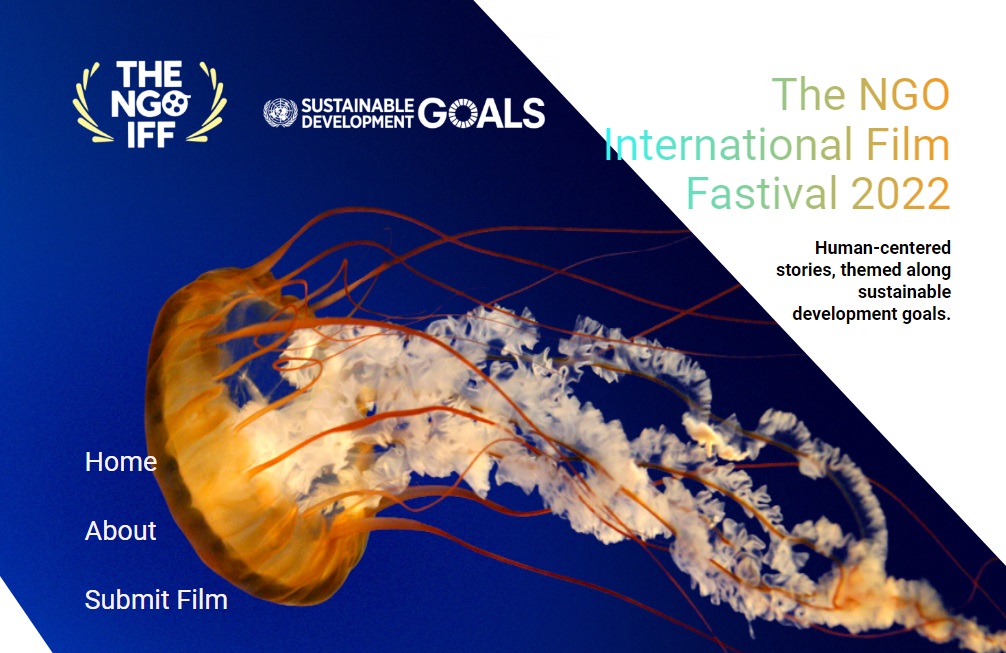 THE
NGO
IFF
SUSTAINABLE
DEVELOPMENT
GOALS
The NGO
International Film
Fastival 2022
Human-centered
stories, themed along
sustainable
development goals.
Home
About
Submit Film